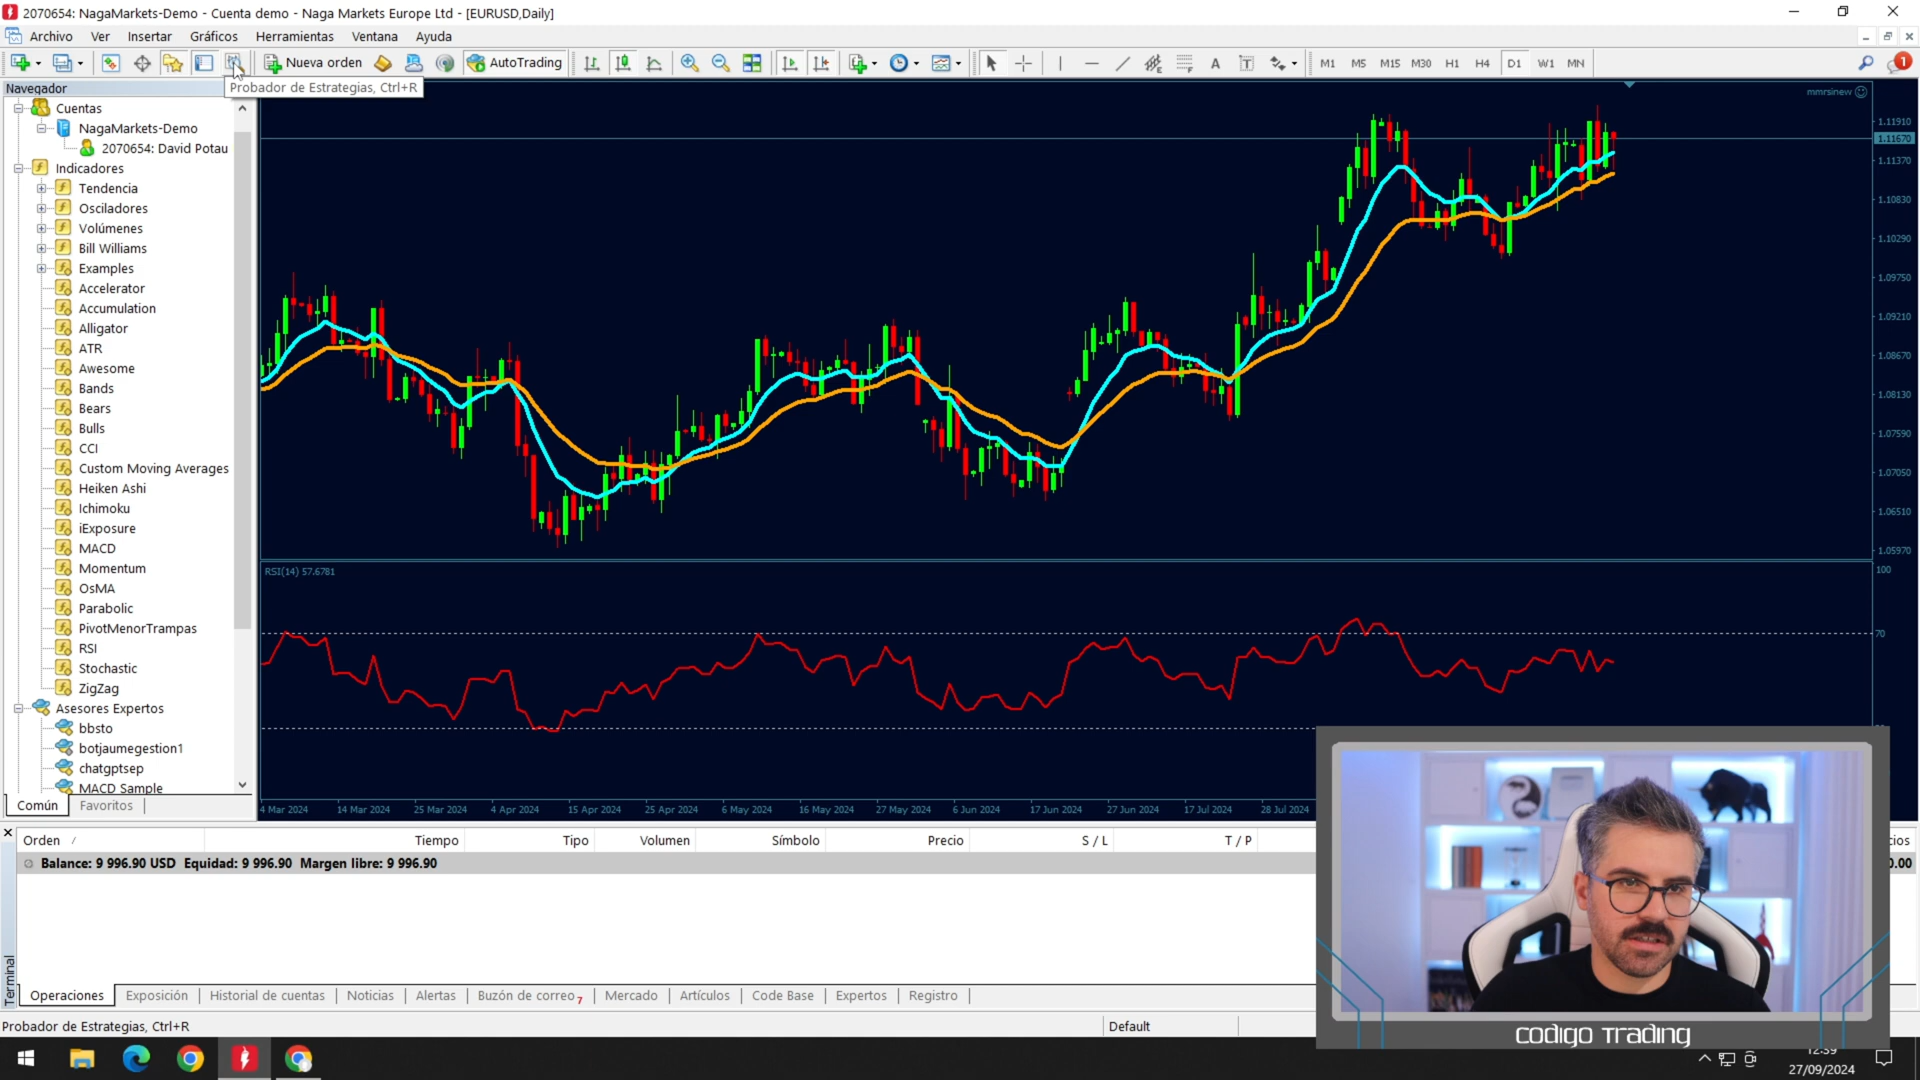 2070654: NagaMarkets-Demo - Cuenta demo - Naga Markets Europe Ltd - [EURUSD,Daily]
Archivo Ver Insertar Gráficos Herramientas Ventana Ayuda
Nueva orden AutoTrading A T M1 M5 M15 M30 H1 H4 D1 W1 MN 1
Probador de Estrategias, Ctrl+R
Navegador
Cuentas
NagaMarkets-Demo
2070654: David Potau
Indicadores
Tendencia
Osciladores
Volúmenes
Bill Williams
Examples
Accelerator
Accumulation
Alligator
ATR
Awesome
Bands
Bears
Bulls
CCI
Custom Moving Averages
Heiken Ashi
Ichimoku
iExposure
MACD
Momentum
OsMA
Parabolic
PivotMenorTrampas
RSI
Stochastic
ZigZag
Asesores Expertos
bbsto
botjaumegestion1
chatgptsep
MACD Sample
Común Favoritos
mmrsinew
1.11910
1.11670
1.11370
1.10830
1.10290
1.09750
1.09210
1.08670
1.08130
1.07590
1.07050
1.06510
1.05970
RSI(14) 57.6781
100
70
4 Mar 2024 14 Mar 2024 25 Mar 2024 4 Apr 2024 15 Apr 2024 25 Apr 2024 6 May 2024 16 May 2024 27 May 2024 6 Jun 2024 17 Jun 2024 27 Jun 2024 17 Jul 2024 28 Jul 2024
Orden / Tiempo Tipo Volumen Símbolo Precio S / L T / P
Balance: 9 996.90 USD Equidad: 9 996.90 Margen libre: 9 996.90
Terminal
Operaciones Exposición Historial de cuentas Noticias Alertas Buzón de correo 7 Mercado Artículos Code Base Expertos Registro
Probador de Estrategias, Ctrl+R Default
CODIGO TRADING
12:39
27/09/2024